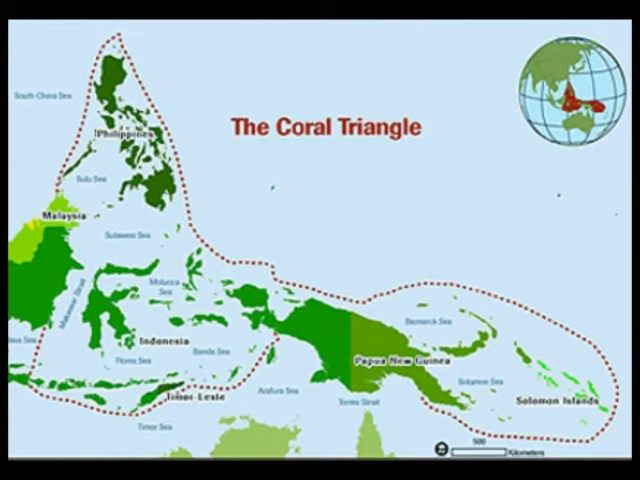 South China Sea
The Coral Triangle
Philippines
Sulu Sea
Malaysia
Sulawesi Sea
Makassar Strait
Molucca
Sea
Bismarck Sea
Indonesia
Banda Sea
Flores Sea
Papua New Guinea
Arafura Sea
Solomon Sea
Timor-Leste
Torres Strait
Solomon Islands
Timor Sea
500
Kilometers